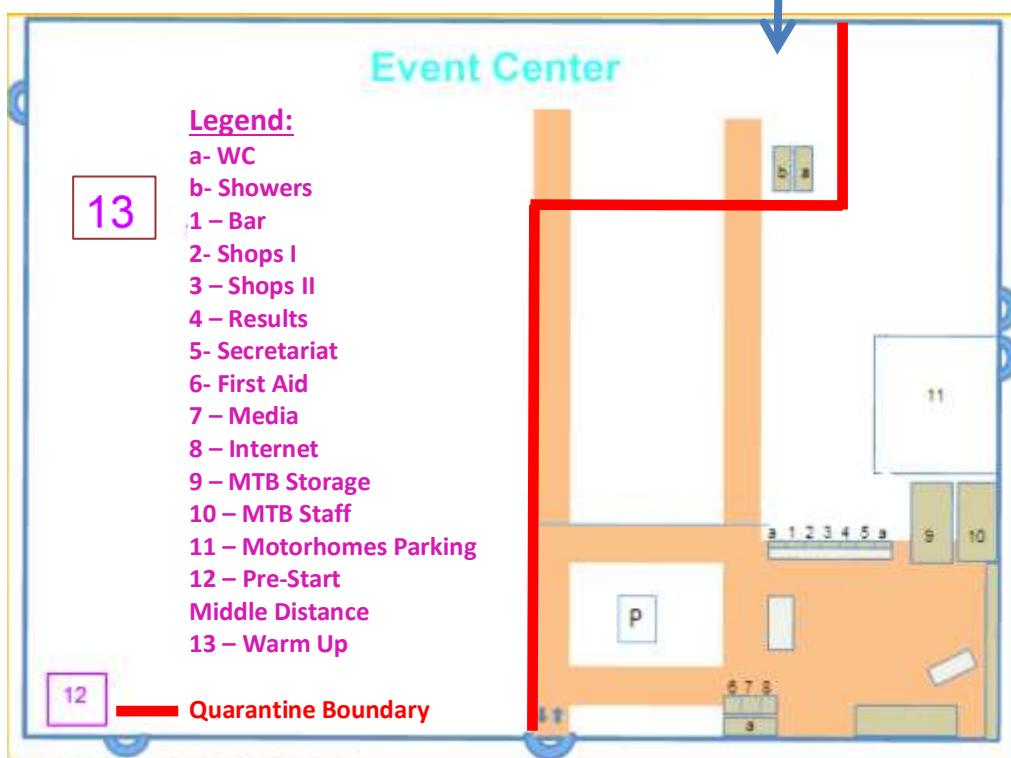 Event Center
Legend:
a- WC
b- Showers
1 – Bar
2- Shops I
3 – Shops II
4 – Results
5- Secretariat
6- First Aid
7 – Media
8 – Internet
9 – MTB Storage
10 – MTB Staff
11 – Motorhomes Parking
12 – Pre-Start
Middle Distance
13 – Warm Up
Quarantine Boundary
13
12
b a
11
a 1 2 3 4 5 a
9 10
P
6 7 8
a